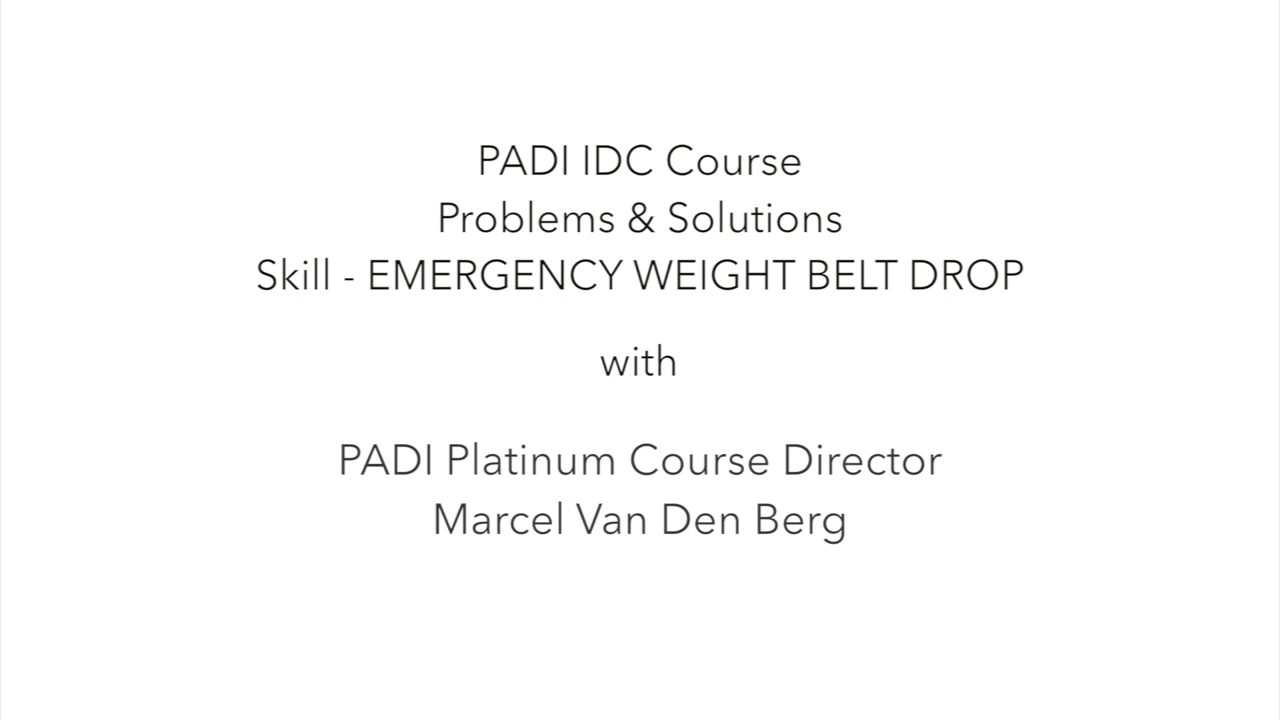 PADI IDC Course
Problems & Solutions
Skill - EMERGENCY WEIGHT BELT DROP
with
PADI Platinum Course Director
Marcel Van Den Berg